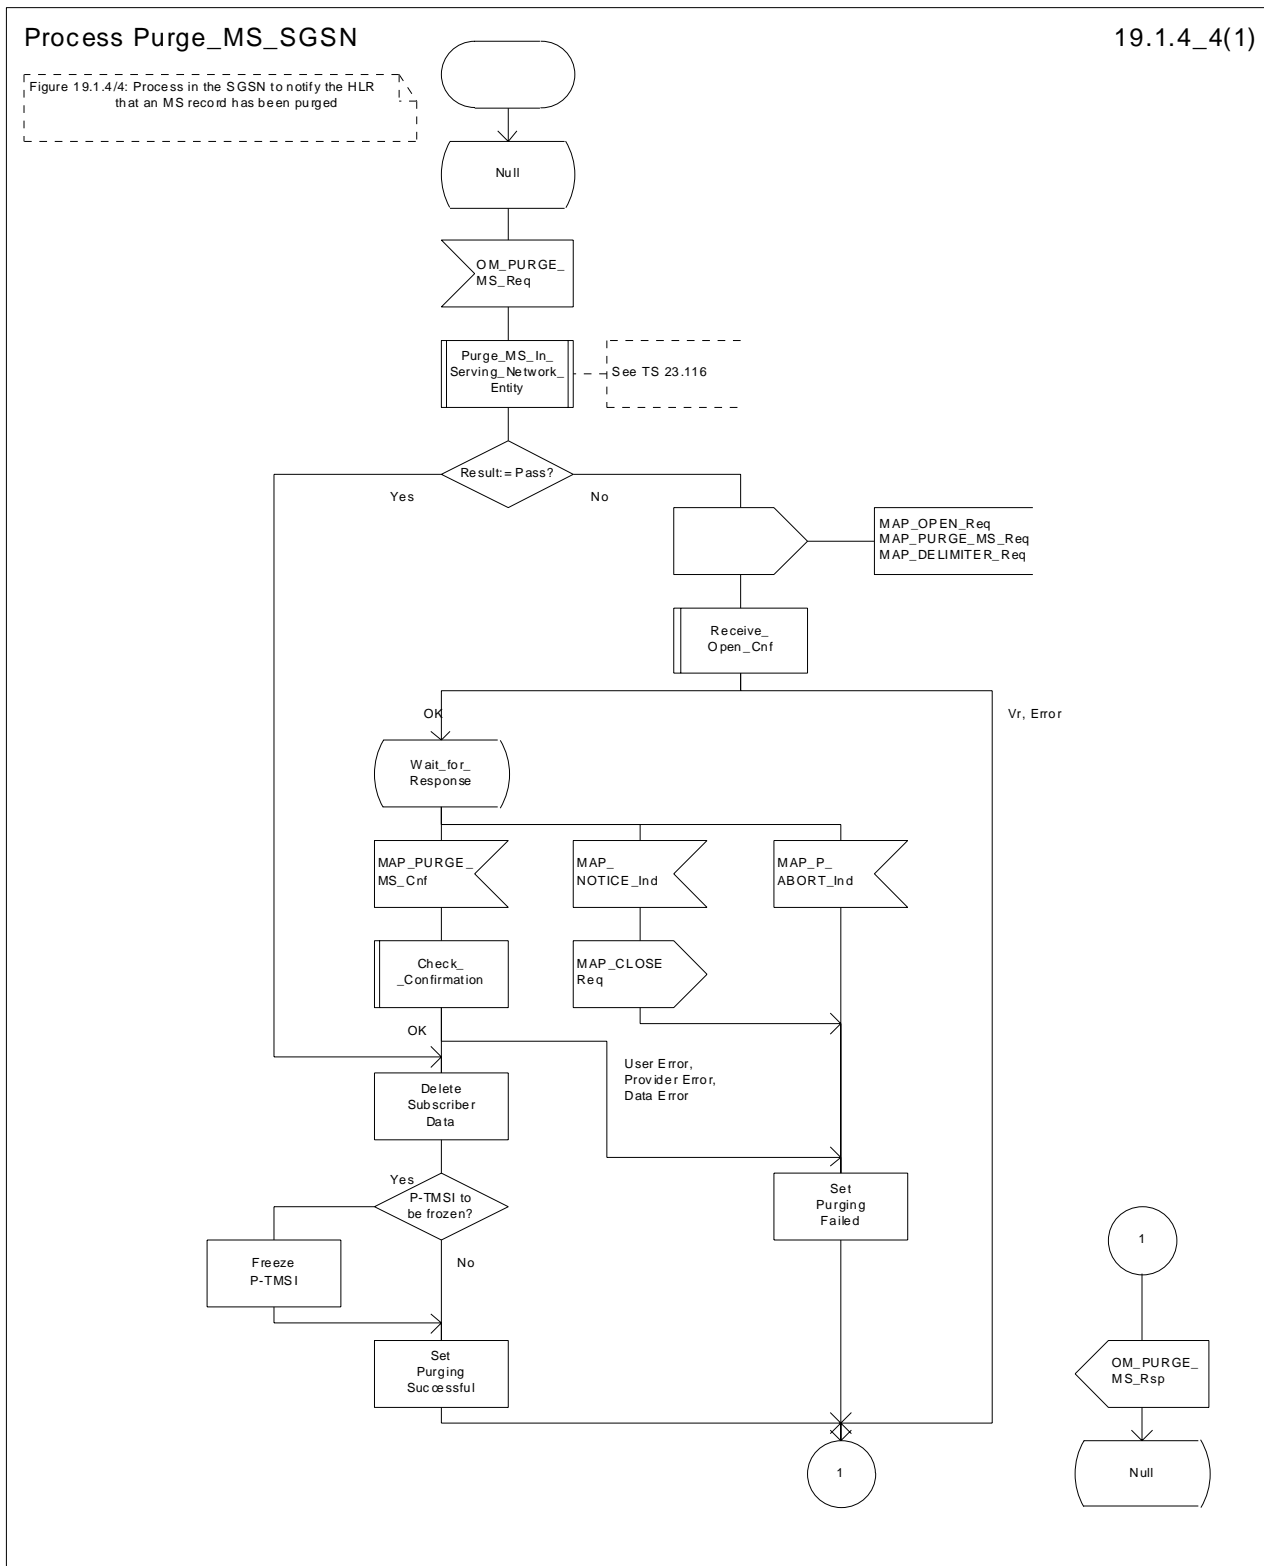 Process Purge_MS_SGSN
19.1.4_4(1)
Figure 19.1.4/4: Process in the SGSN to notify the HLR
that an MS record has been purged
Null
OM_PURGE_
MS_Req
Purge_MS_In_
Serving_Network_
Entity
See TS 23.116
Result:= Pass?
Yes
No
MAP_OPEN_Req
MAP_PURGE_MS_Req
MAP_DELIMITER_Req
Receive_
Open_Cnf
OK
Vr, Error
Wait_for_
Response
MAP_PURGE_
MS_Cnf
MAP_
NOTICE_Ind
MAP_P_
ABORT_Ind
Check_
_Confirmation
MAP_CLOSE
Req
OK
User Error,
Provider Error,
Data Error
Delete
Subscriber
Data
Yes
P-TMSI to
be frozen?
Set
Purging
Failed
Freeze
P-TMSI
No
1
Set
Purging
Successful
OM_PURGE_
MS_Rsp
1
Null